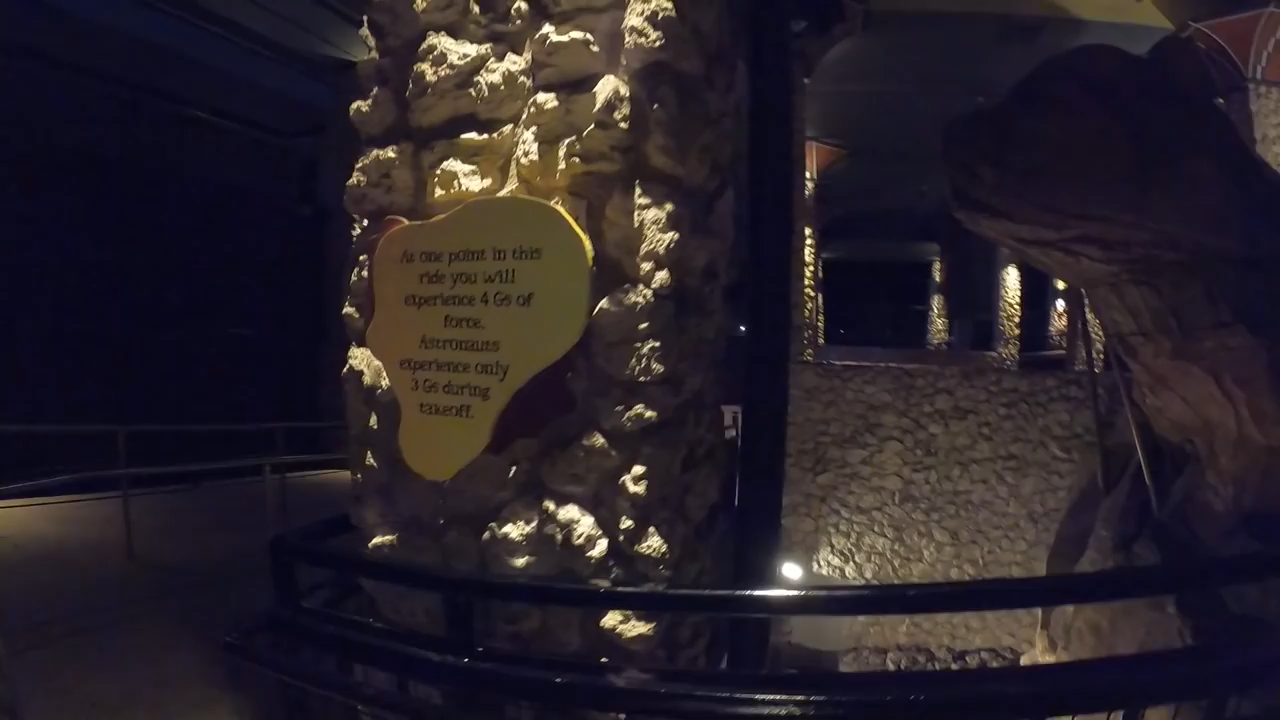 At one point in this
ride you will
experience 4 Gs of
force.
Astronauts
experience only
3 Gs during
takeoff.